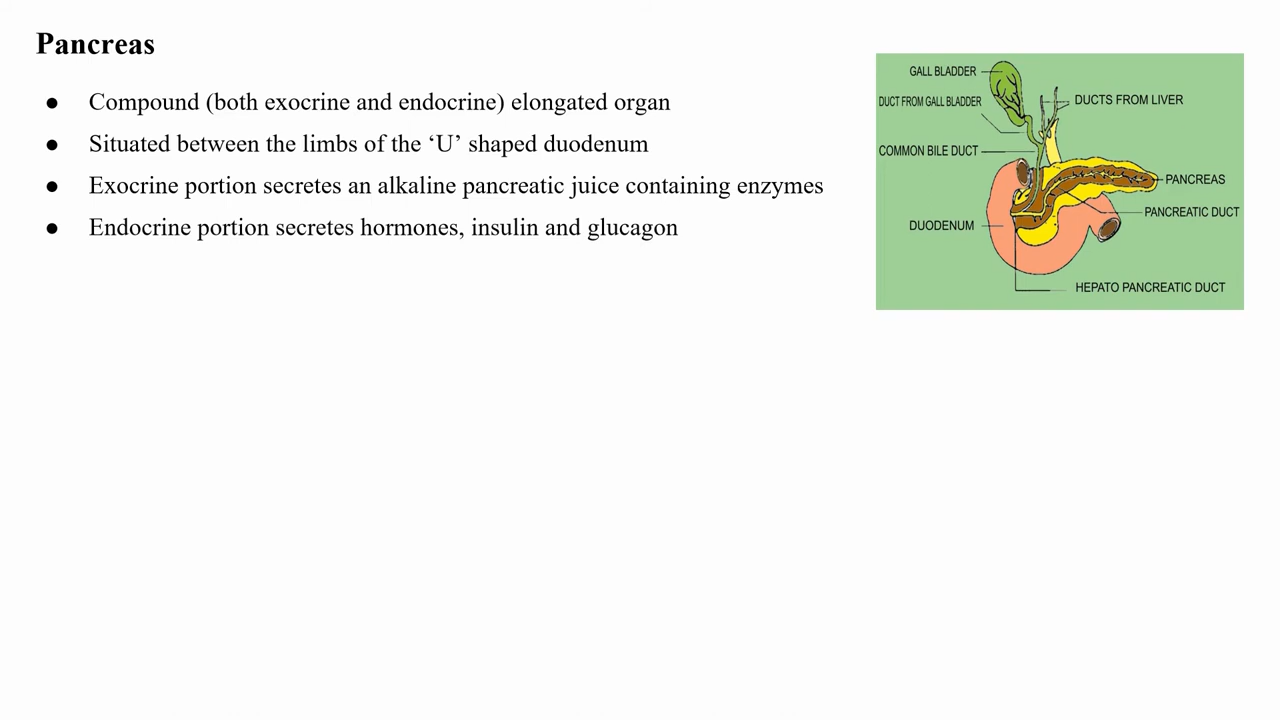 Pancreas
● Compound (both exocrine and endocrine) elongated organ
● Situated between the limbs of the ‘U’ shaped duodenum
● Exocrine portion secretes an alkaline pancreatic juice containing enzymes
● Endocrine portion secretes hormones, insulin and glucagon
GALL BLADDER
DUCT FROM GALL BLADDER
DUCTS FROM LIVER
COMMON BILE DUCT
PANCREAS
PANCREATIC DUCT
DUODENUM
HEPATO PANCREATIC DUCT